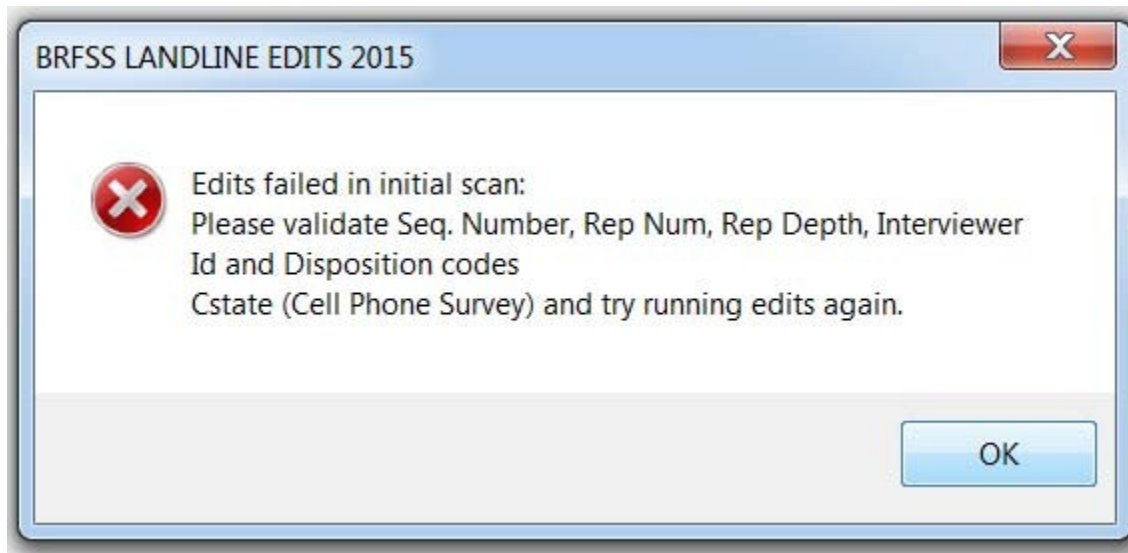 BRFSS LANDLINE EDITS 2015
Edits failed in initial scan:
Please validate Seq. Number, Rep Num, Rep Depth, Interviewer
Id and Disposition codes
Cstate (Cell Phone Survey) and try running edits again.
OK